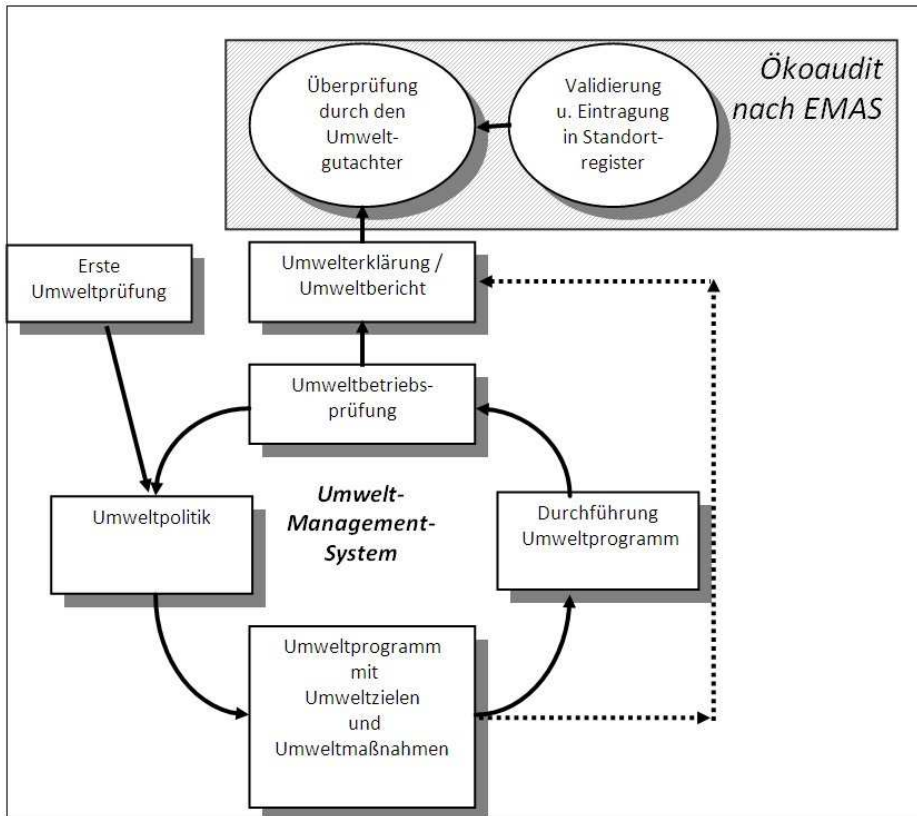 Ökoaudit
nach EMAS
Überprüfung
durch den
Umwelt-
gutachter
Validierung
u. Eintragung
in Standort-
register
Erste
Umweltprüfung
Umwelterklärung /
Umweltbericht
Umweltbetriebs-
prüfung
Umweltpolitik
Umwelt-
Management-
System
Durchführung
Umweltprogramm
Umweltprogramm
mit
Umweltzielen
und
Umweltmaßnahmen